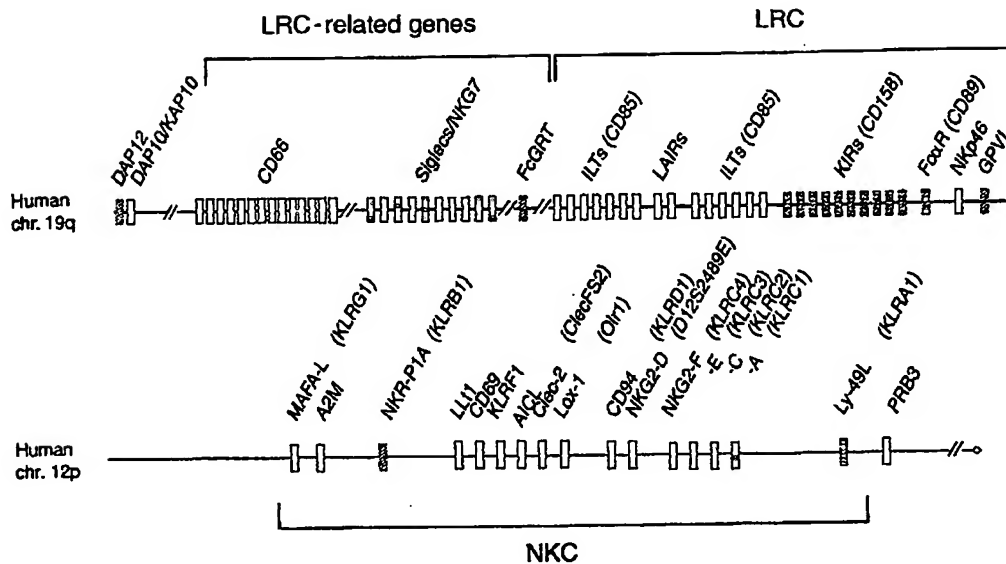 LRC-related genes
LRC
DAP12
DAP10/KAP10
CD66
Siglecs/NKG7
FcGRT
ILTs (CD85)
LAIRs
ILTs (CD85)
KIRs (CD158)
FcαR (CD89)
NKp46
GPVI
Human
chr. 19q
MAFA-L (KLRG1)
A2M
NKR-P1A (KLRB1)
LLt1
CD69
KLRF1
AICL
Clec-2 (ClecFS2)
Lox-1 (Olr1)
CD94 (KLRD1)
NKG2-D (D12S2489E)
NKG2-F (KLRC4)
-E (KLRC3)
-C (KLRC2)
-A (KLRC1)
Ly-49L (KLRA1)
PRB3
Human
chr. 12p
NKC